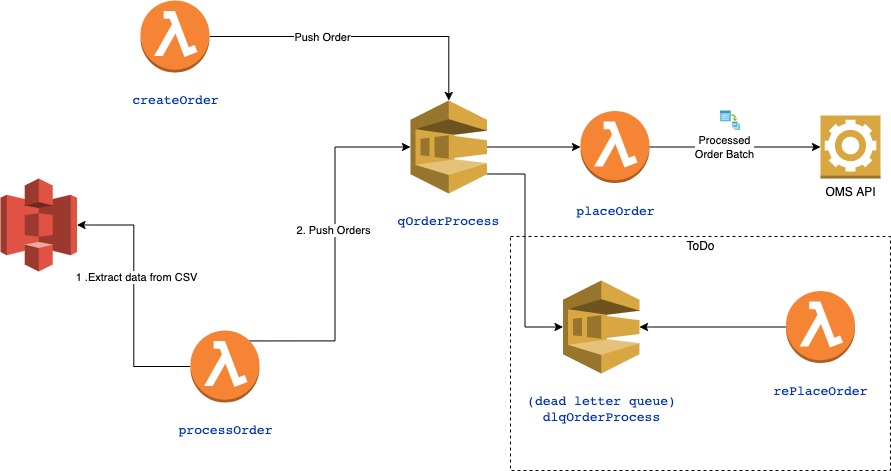 Push Order
createOrder
Processed
Order Batch
OMS API
placeOrder
qOrderProcess
2. Push Orders
ToDo
1 .Extract data from CSV
rePlaceOrder
(dead letter queue)
dlqOrderProcess
processOrder